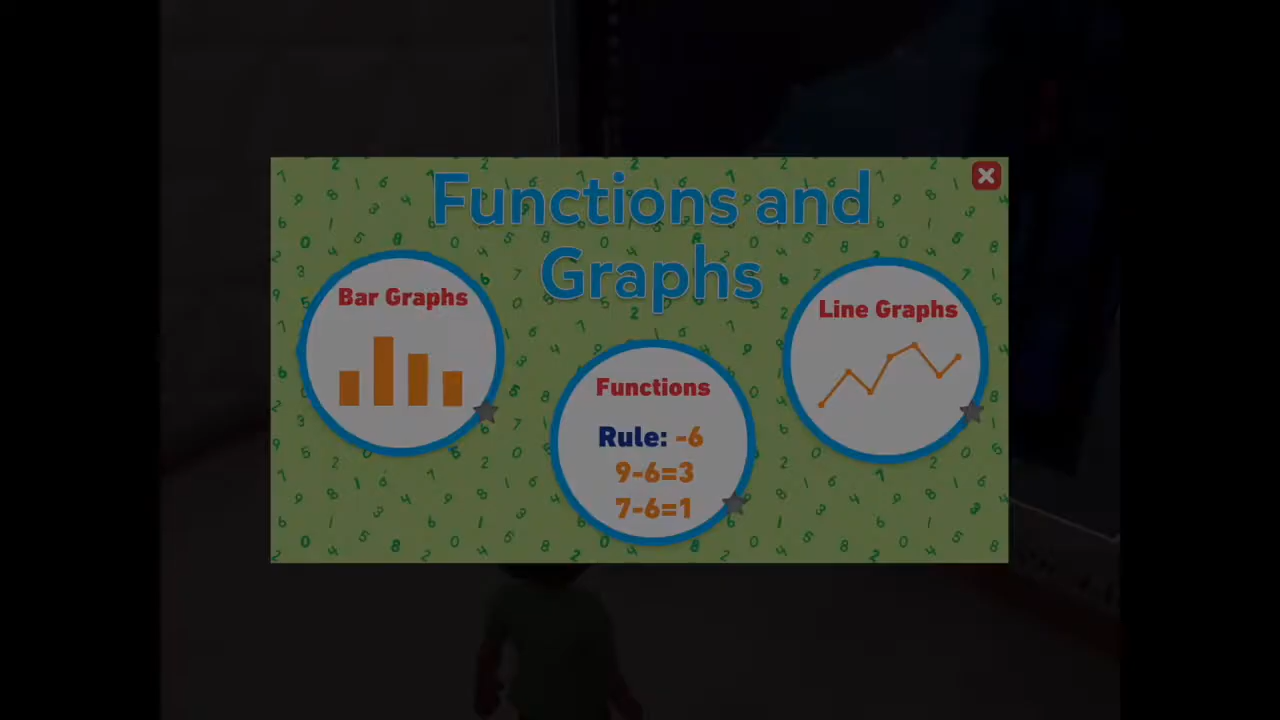 Functions and
Graphs
Bar Graphs
Line Graphs
Functions
Rule: -6
9-6=3
7-6=1